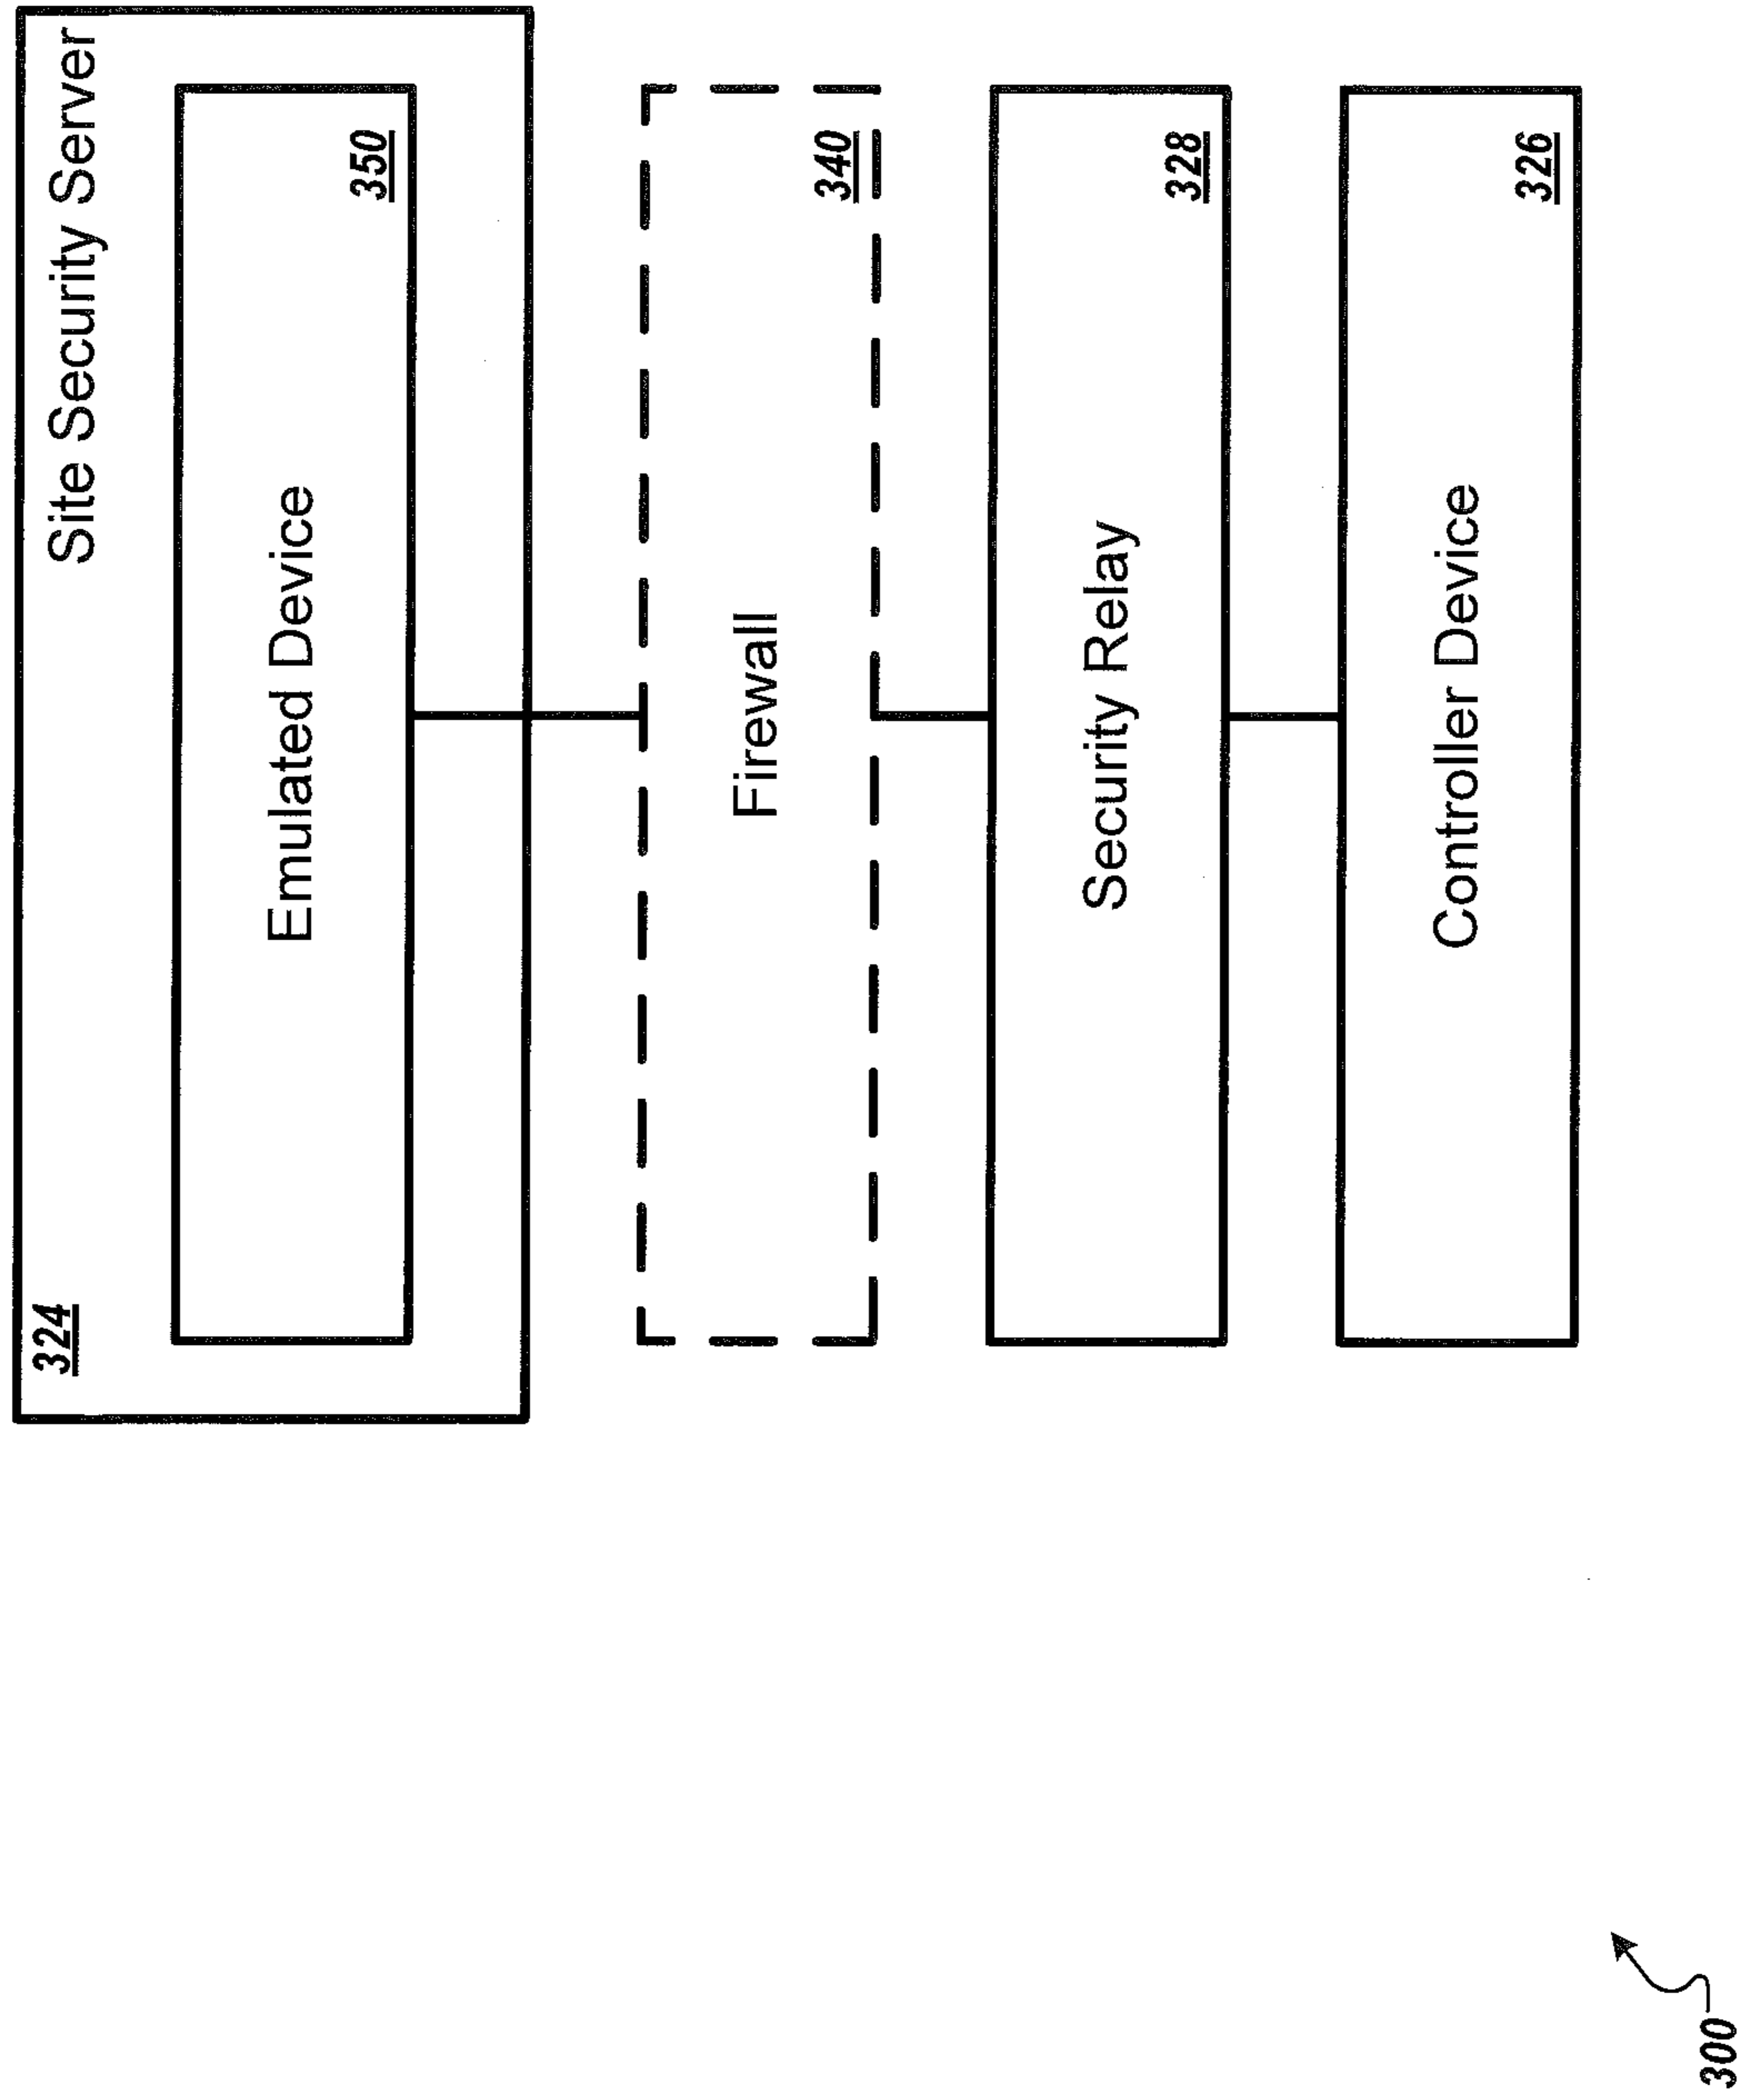 324
Site Security Server
Emulated Device
350
Firewall
340
Security Relay
328
Controller Device
326
300